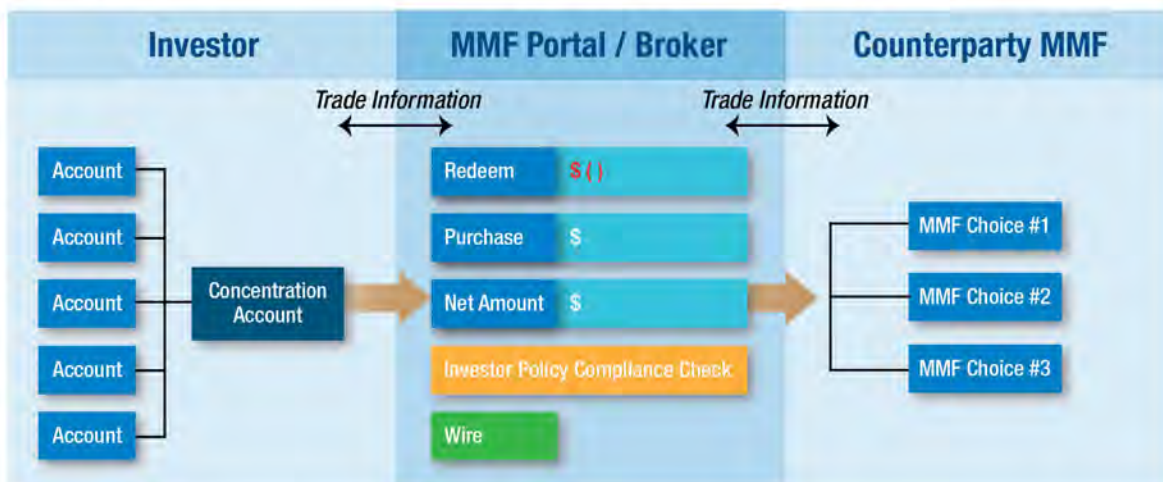 Investor
MMF Portal / Broker
Counterparty MMF
Trade Information
Trade Information
Account
Account
Account
Account
Account
Concentration
Account
Redeem
$ ( )
Purchase
$
Net Amount
$
Investor Policy Compliance Check
Wire
MMF Choice #1
MMF Choice #2
MMF Choice #3